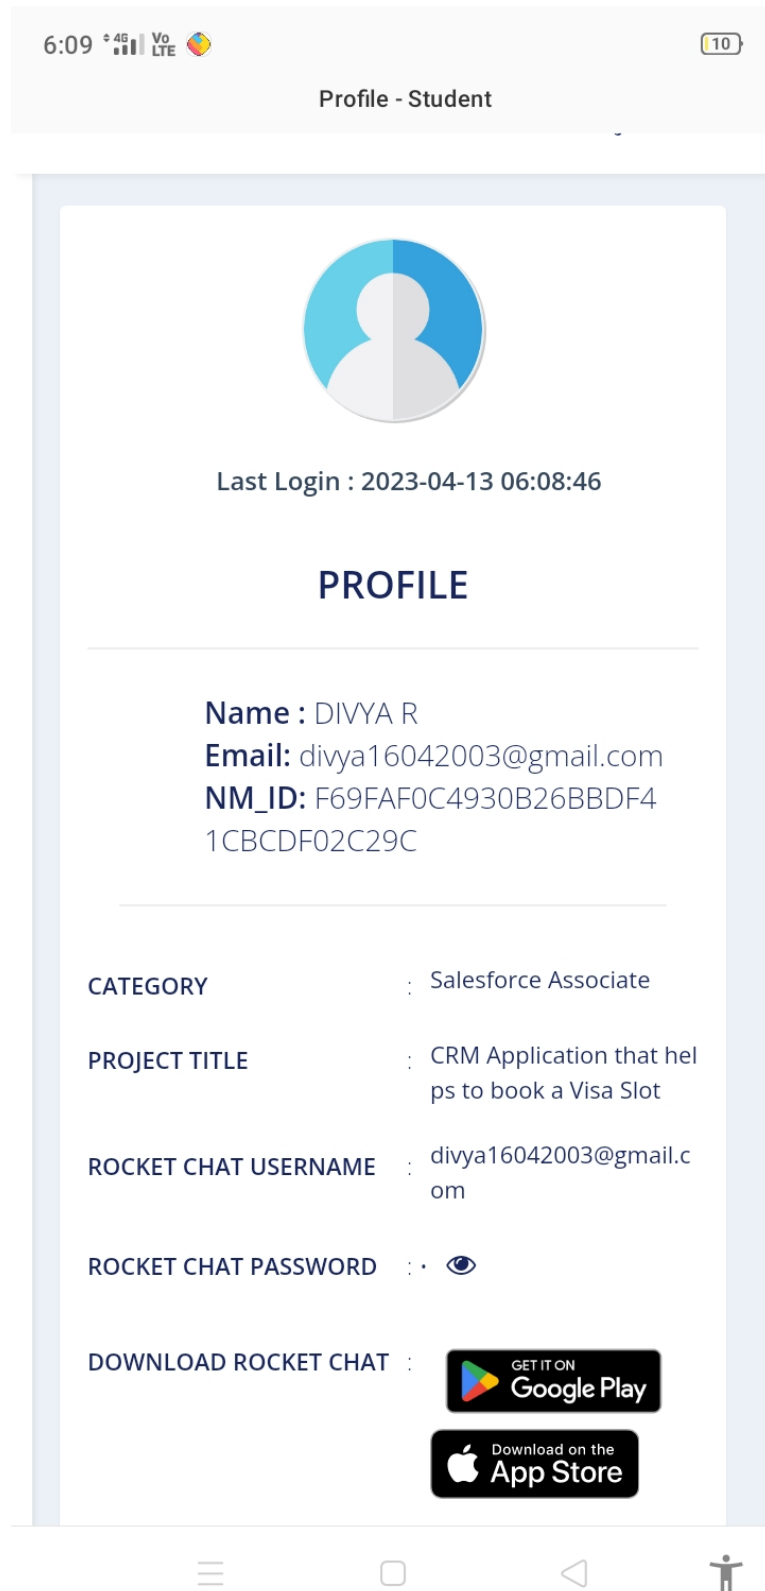 6:09 4G Vo LTE 10
Profile - Student
Last Login : 2023-04-13 06:08:46
PROFILE
Name : DIVYA R
Email: divya16042003@gmail.com
NM_ID: F69FAF0C4930B26BBDF4
1CBCDF02C29C
CATEGORY : Salesforce Associate
PROJECT TITLE : CRM Application that hel
ps to book a Visa Slot
ROCKET CHAT USERNAME : divya16042003@gmail.c
om
ROCKET CHAT PASSWORD : ·
DOWNLOAD ROCKET CHAT :
GET IT ON
Google Play
Download on the
App Store